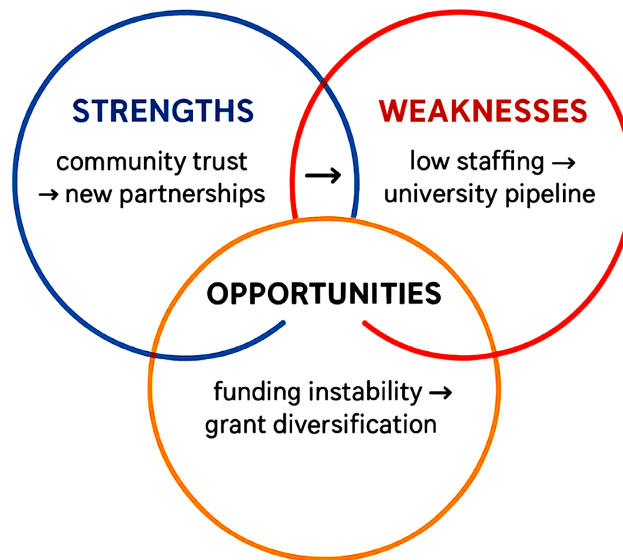 STRENGTHS
community trust
→ new partnerships
→
WEAKNESSES
low staffing →
university pipeline
OPPORTUNITIES
funding instability →
grant diversification